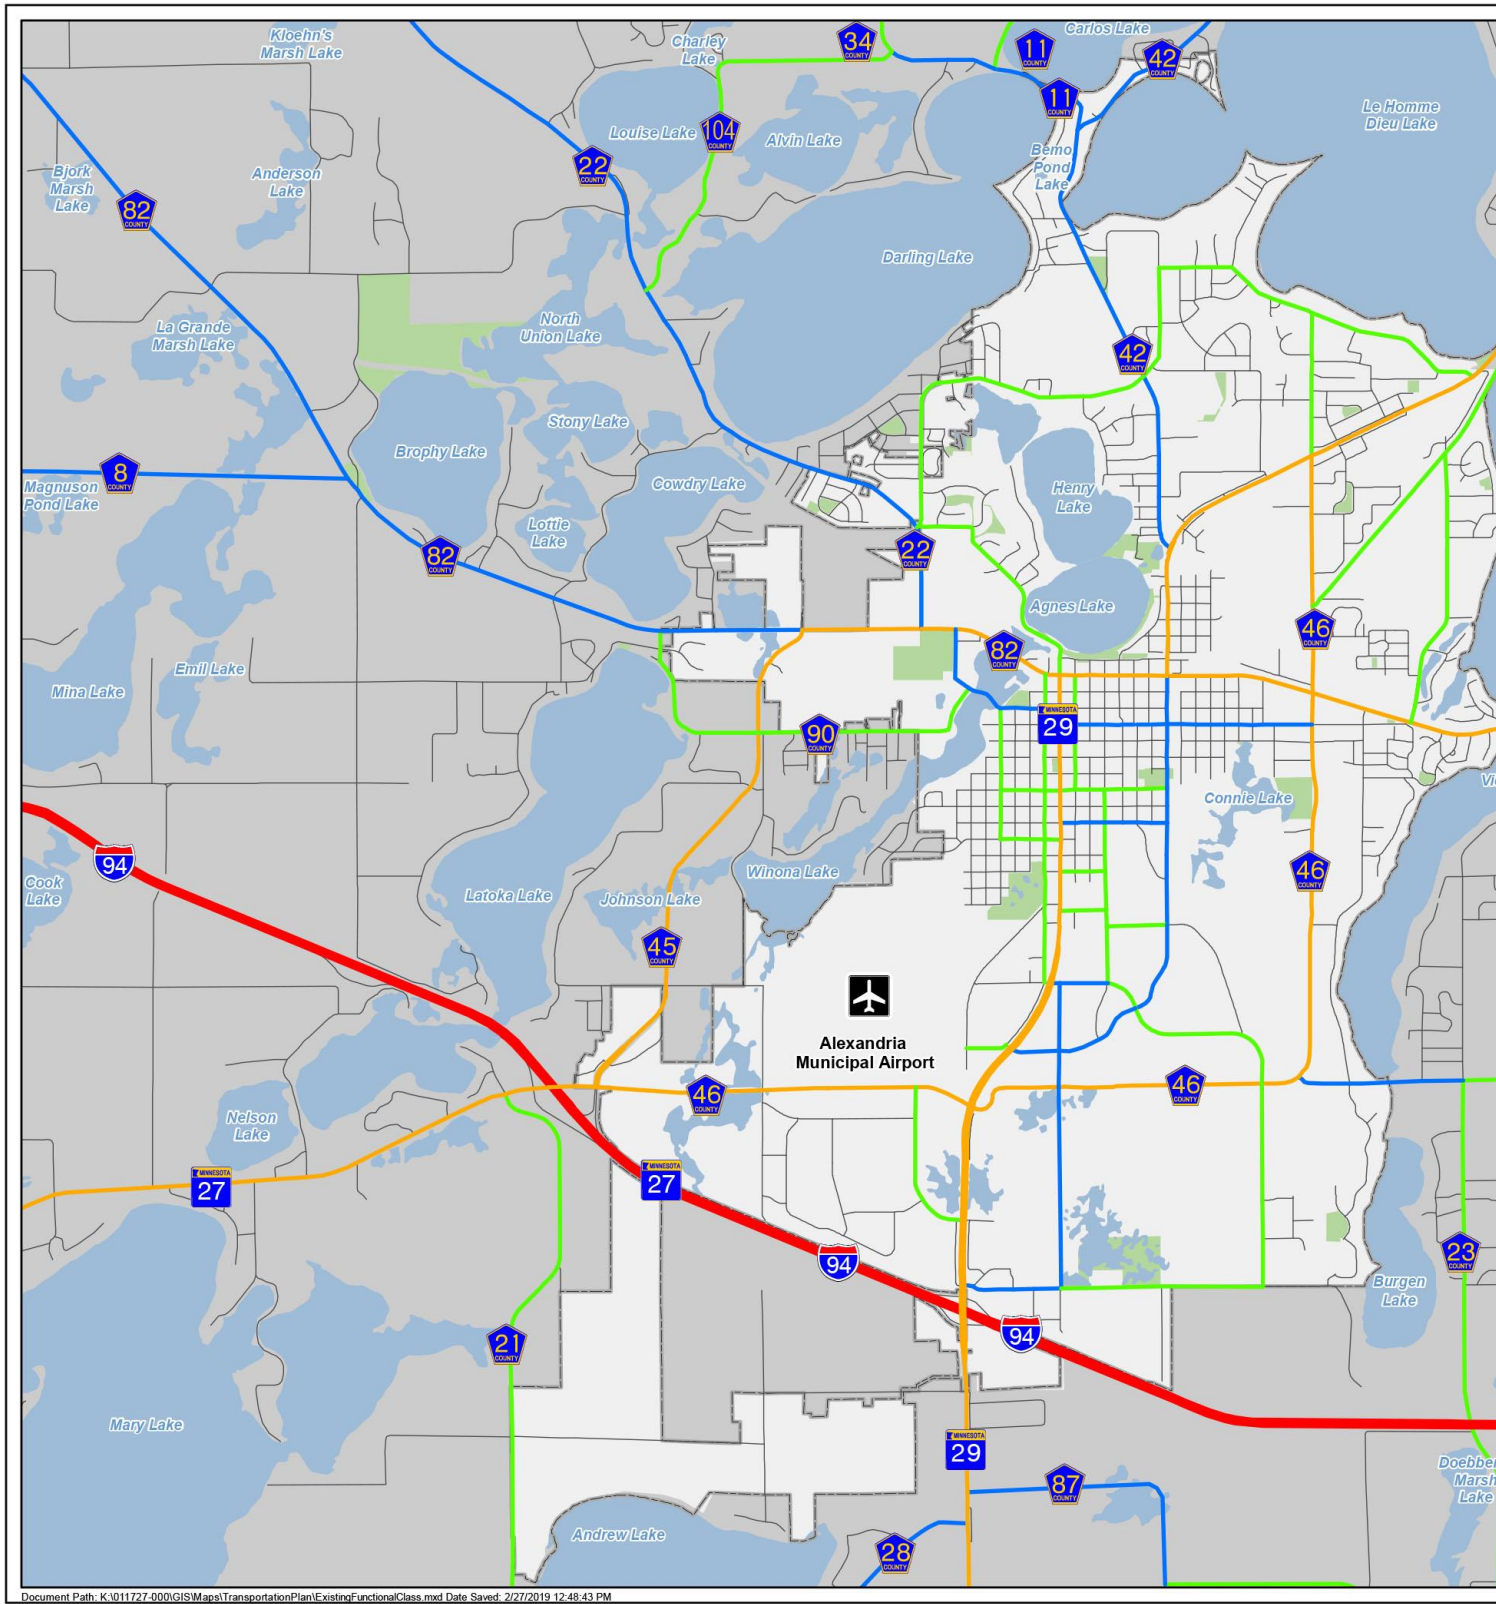 Kloehn's
Marsh Lake
Charley
Lake
34
COUNTY
11
COUNTY
Carlos Lake
42
COUNTY
11
COUNTY
Le Homme
Dieu Lake
Louise Lake
104
COUNTY
Alvin Lake
22
COUNTY
Bemo
Pond
Lake
Bjork
Marsh
Lake
Anderson
Lake
82
COUNTY
Darling Lake
La Grande
Marsh Lake
North
Union Lake
42
COUNTY
Stony Lake
Brophy Lake
8
COUNTY
Magnuson
Pond Lake
Cowdry Lake
Henry
Lake
Lottie
Lake
82
COUNTY
22
COUNTY
Agnes Lake
46
COUNTY
82
COUNTY
Emil Lake
Mina Lake
MINNESOTA
29
90
COUNTY
Connie Lake
Vi
94
Cook
Lake
Latoka Lake
Johnson Lake
Winona Lake
46
COUNTY
45
COUNTY
Alexandria
Municipal Airport
46
COUNTY
46
COUNTY
Nelson
Lake
MINNESOTA
27
MINNESOTA
27
94
23
COUNTY
Burgen
Lake
94
21
COUNTY
Mary Lake
MINNESOTA
29
87
COUNTY
Doebber
Marsh
Lake
Andrew Lake
28
COUNTY
Document Path: K:\011727-000\GIS\Maps\TransportationPlan\ExistingFunctionalClass.mxd Date Saved: 2/27/2019 12:48:43 PM